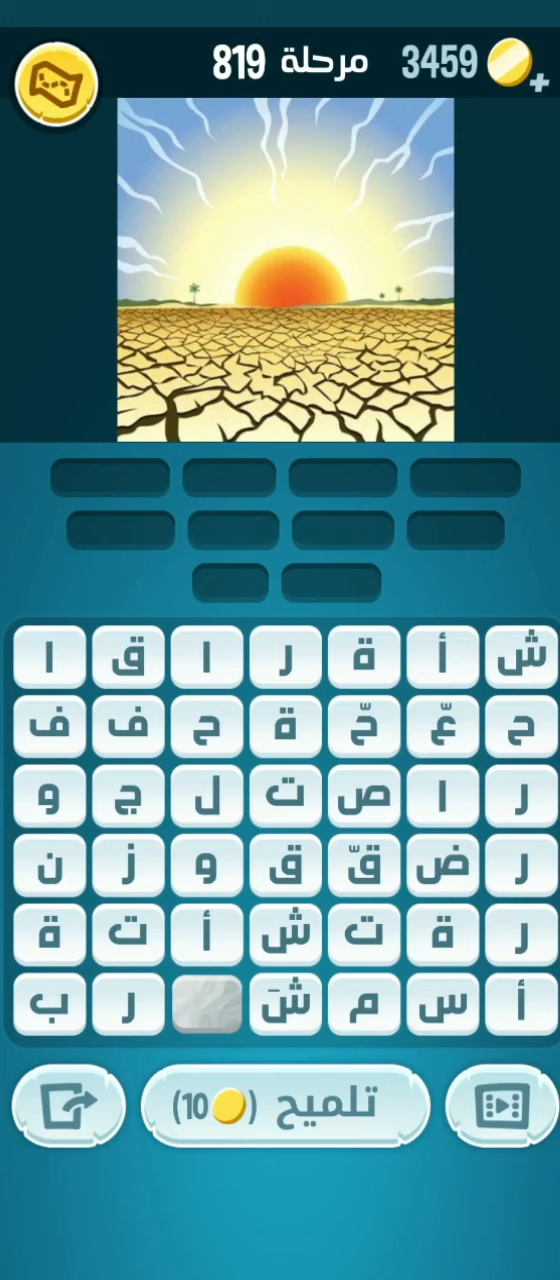 3459 مرحلة 819
ش أ ة ر ا ق ا
ح عّ حّ ة ح ف ف
ر ا ص ت ل ج و
ر ض قّ ق و ز ن
ر ة ت ش أ ت ة
أ س م شَ ر ب
تلميح (10)